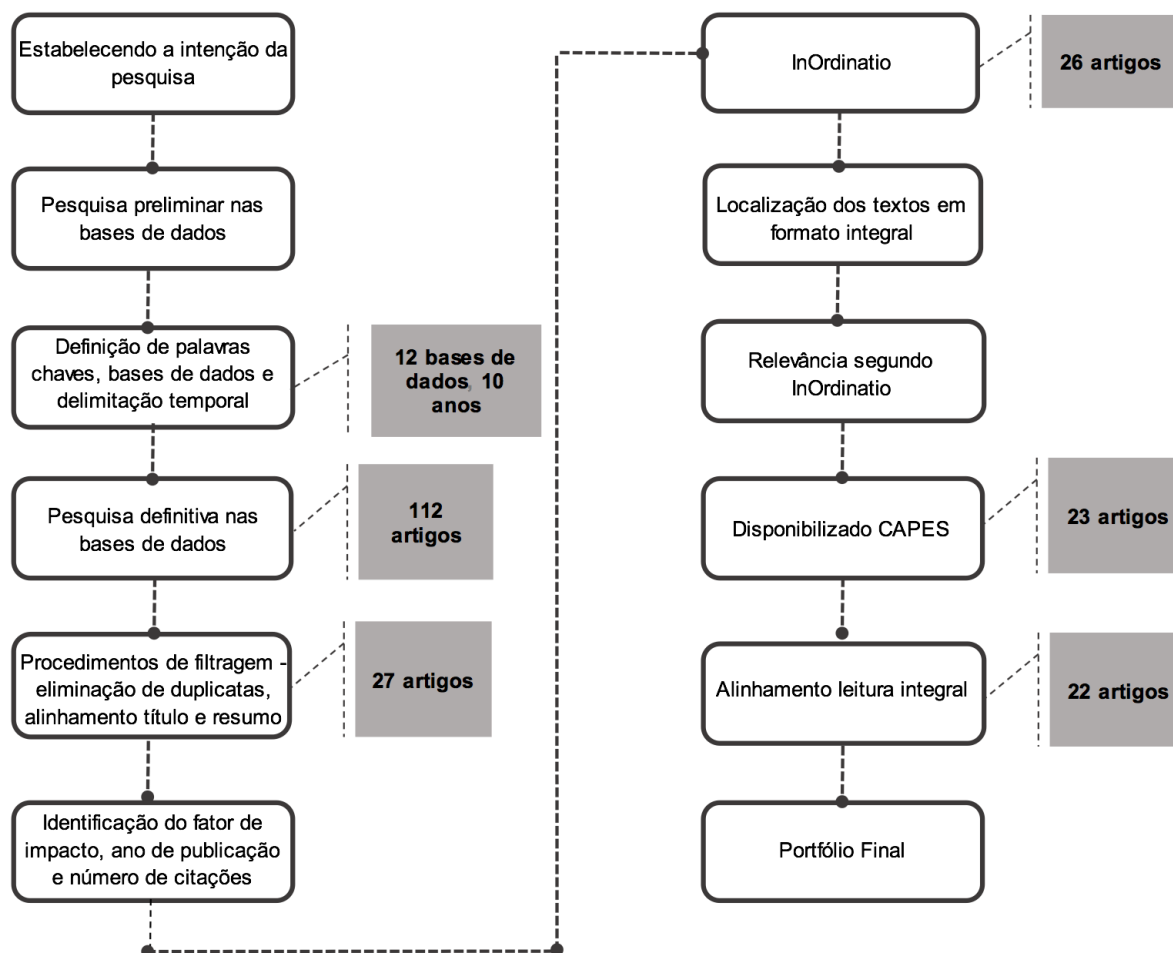 Estabelecendo a intenção da
pesquisa
Pesquisa preliminar nas
bases de dados
Definição de palavras
chaves, bases de dados e
delimitação temporal
12 bases de
dados, 10
anos
Pesquisa definitiva nas
bases de dados
112
artigos
Procedimentos de filtragem -
eliminação de duplicatas,
alinhamento título e resumo
27 artigos
Identificação do fator de
impacto, ano de publicação
e número de citações
InOrdinatio
26 artigos
Localização dos textos em
formato integral
Relevância segundo
InOrdinatio
Disponibilizado CAPES
23 artigos
Alinhamento leitura integral
22 artigos
Portfólio Final